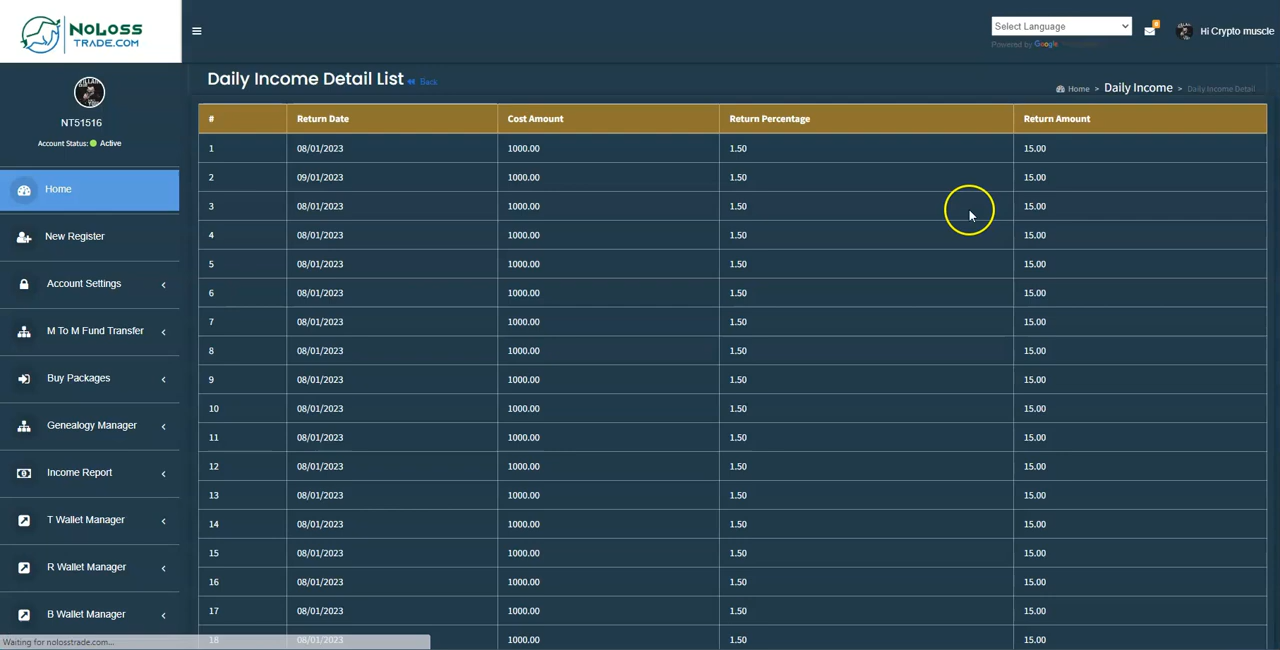 NoLoss
TRADE.COM
Select Language
Powered by Google
6
Hi Crypto muscle
NT51516
Account Status: Active
Home
New Register
Account Settings
M To M Fund Transfer
Buy Packages
Genealogy Manager
Income Report
T Wallet Manager
R Wallet Manager
B Wallet Manager
Waiting for nolosstrade.com...
Daily Income Detail List Back
Home > Daily Income > Daily Income Detail
# Return Date Cost Amount Return Percentage Return Amount
1 08/01/2023 1000.00 1.50 15.00
2 09/01/2023 1000.00 1.50 15.00
3 08/01/2023 1000.00 1.50 15.00
4 08/01/2023 1000.00 1.50 15.00
5 08/01/2023 1000.00 1.50 15.00
6 08/01/2023 1000.00 1.50 15.00
7 08/01/2023 1000.00 1.50 15.00
8 08/01/2023 1000.00 1.50 15.00
9 08/01/2023 1000.00 1.50 15.00
10 08/01/2023 1000.00 1.50 15.00
11 08/01/2023 1000.00 1.50 15.00
12 08/01/2023 1000.00 1.50 15.00
13 08/01/2023 1000.00 1.50 15.00
14 08/01/2023 1000.00 1.50 15.00
15 08/01/2023 1000.00 1.50 15.00
16 08/01/2023 1000.00 1.50 15.00
17 08/01/2023 1000.00 1.50 15.00
18 08/01/2023 1000.00 1.50 15.00